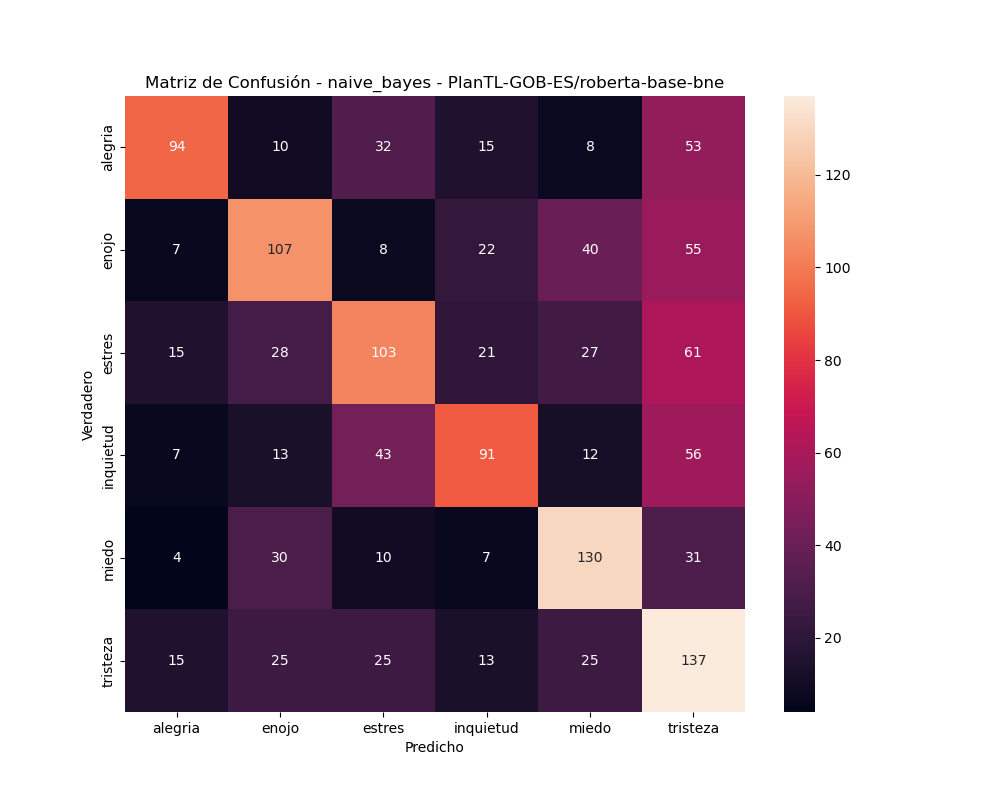 Matriz de Confusión - naive_bayes - PlanTL-GOB-ES/roberta-base-bne
Verdadero
alegria 94 10 32 15 8 53
enojo 7 107 8 22 40 55
estres 15 28 103 21 27 61
inquietud 7 13 43 91 12 56
miedo 4 30 10 7 130 31
tristeza 15 25 25 13 25 137
alegria enojo estres inquietud miedo tristeza
Predicho
120
100
80
60
40
20